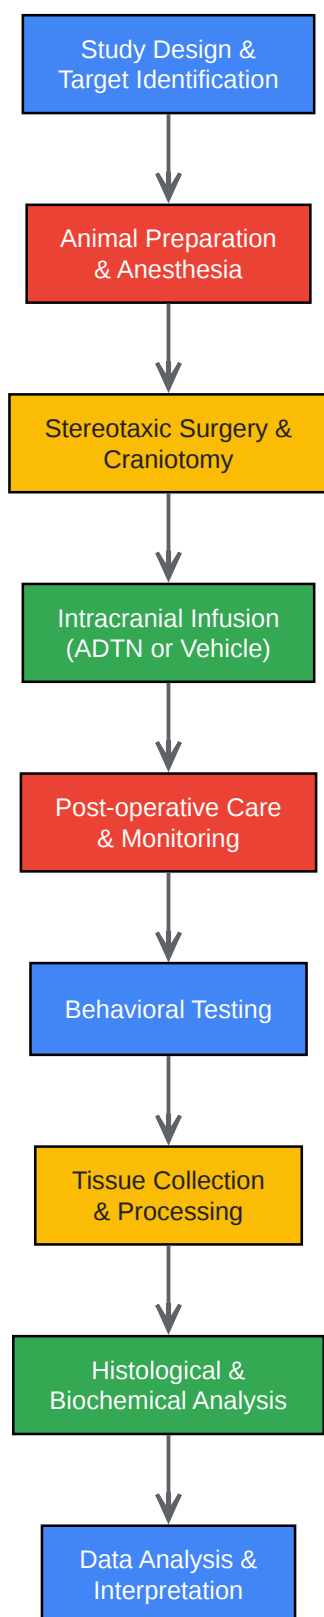 Study Design &
Target Identification
Animal Preparation
& Anesthesia
Stereotaxic Surgery &
Craniotomy
Intracranial Infusion
(ADTN or Vehicle)
Post-operative Care
& Monitoring
Behavioral Testing
Tissue Collection
& Processing
Histological &
Biochemical Analysis
Data Analysis &
Interpretation